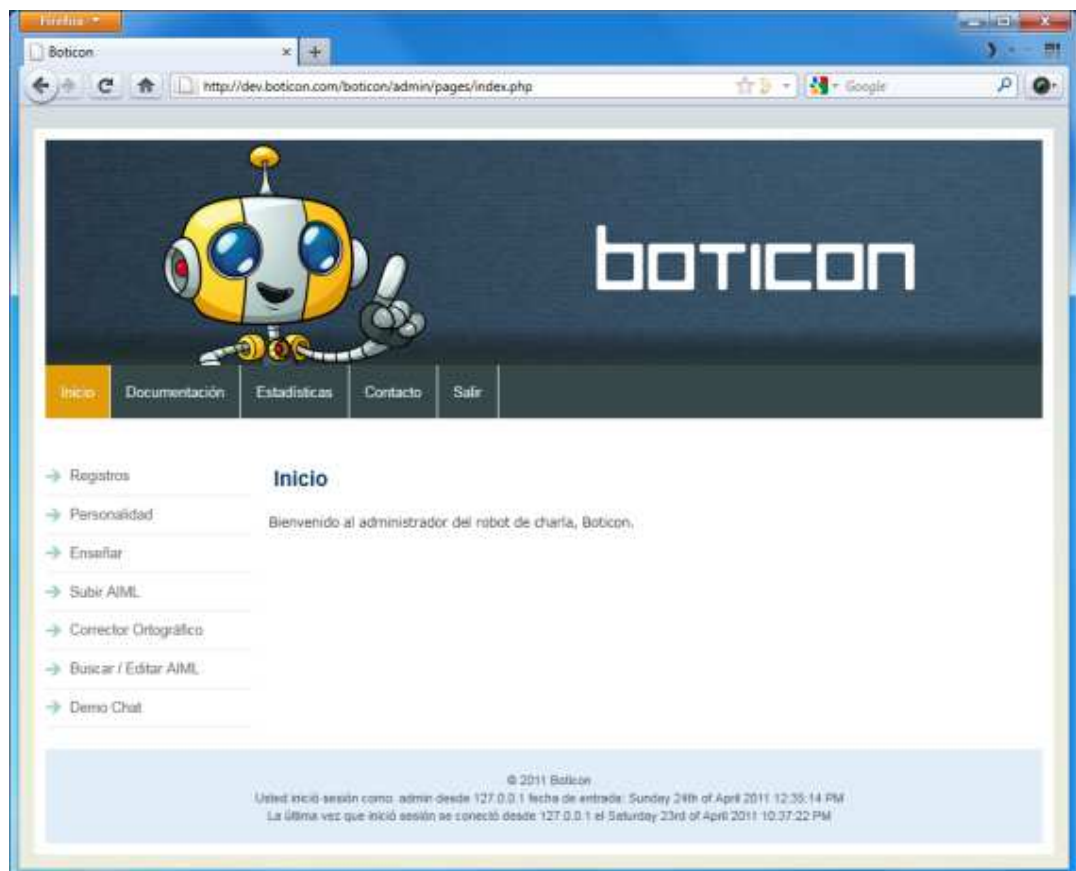 Firefox
Boticon
http://dev.boticon.com/boticon/admin/pages/index.php
Google
boticon
Inicio
Documentación
Estadísticas
Contacto
Salir
Registros
Personalidad
Enseñar
Subir AIML
Corrector Ortográfico
Buscar / Editar AIML
Demo Chat
Inicio
Bienvenido al administrador del robot de charla, Boticon.
© 2011 Boticon
Usted inició sesión como: admin desde 127.0.0.1 fecha de entrada: Sunday 24th of April 2011 12:35:14 PM
La última vez que inició sesión se conectó desde 127.0.0.1 el Saturday 23rd of April 2011 10:37:22 PM